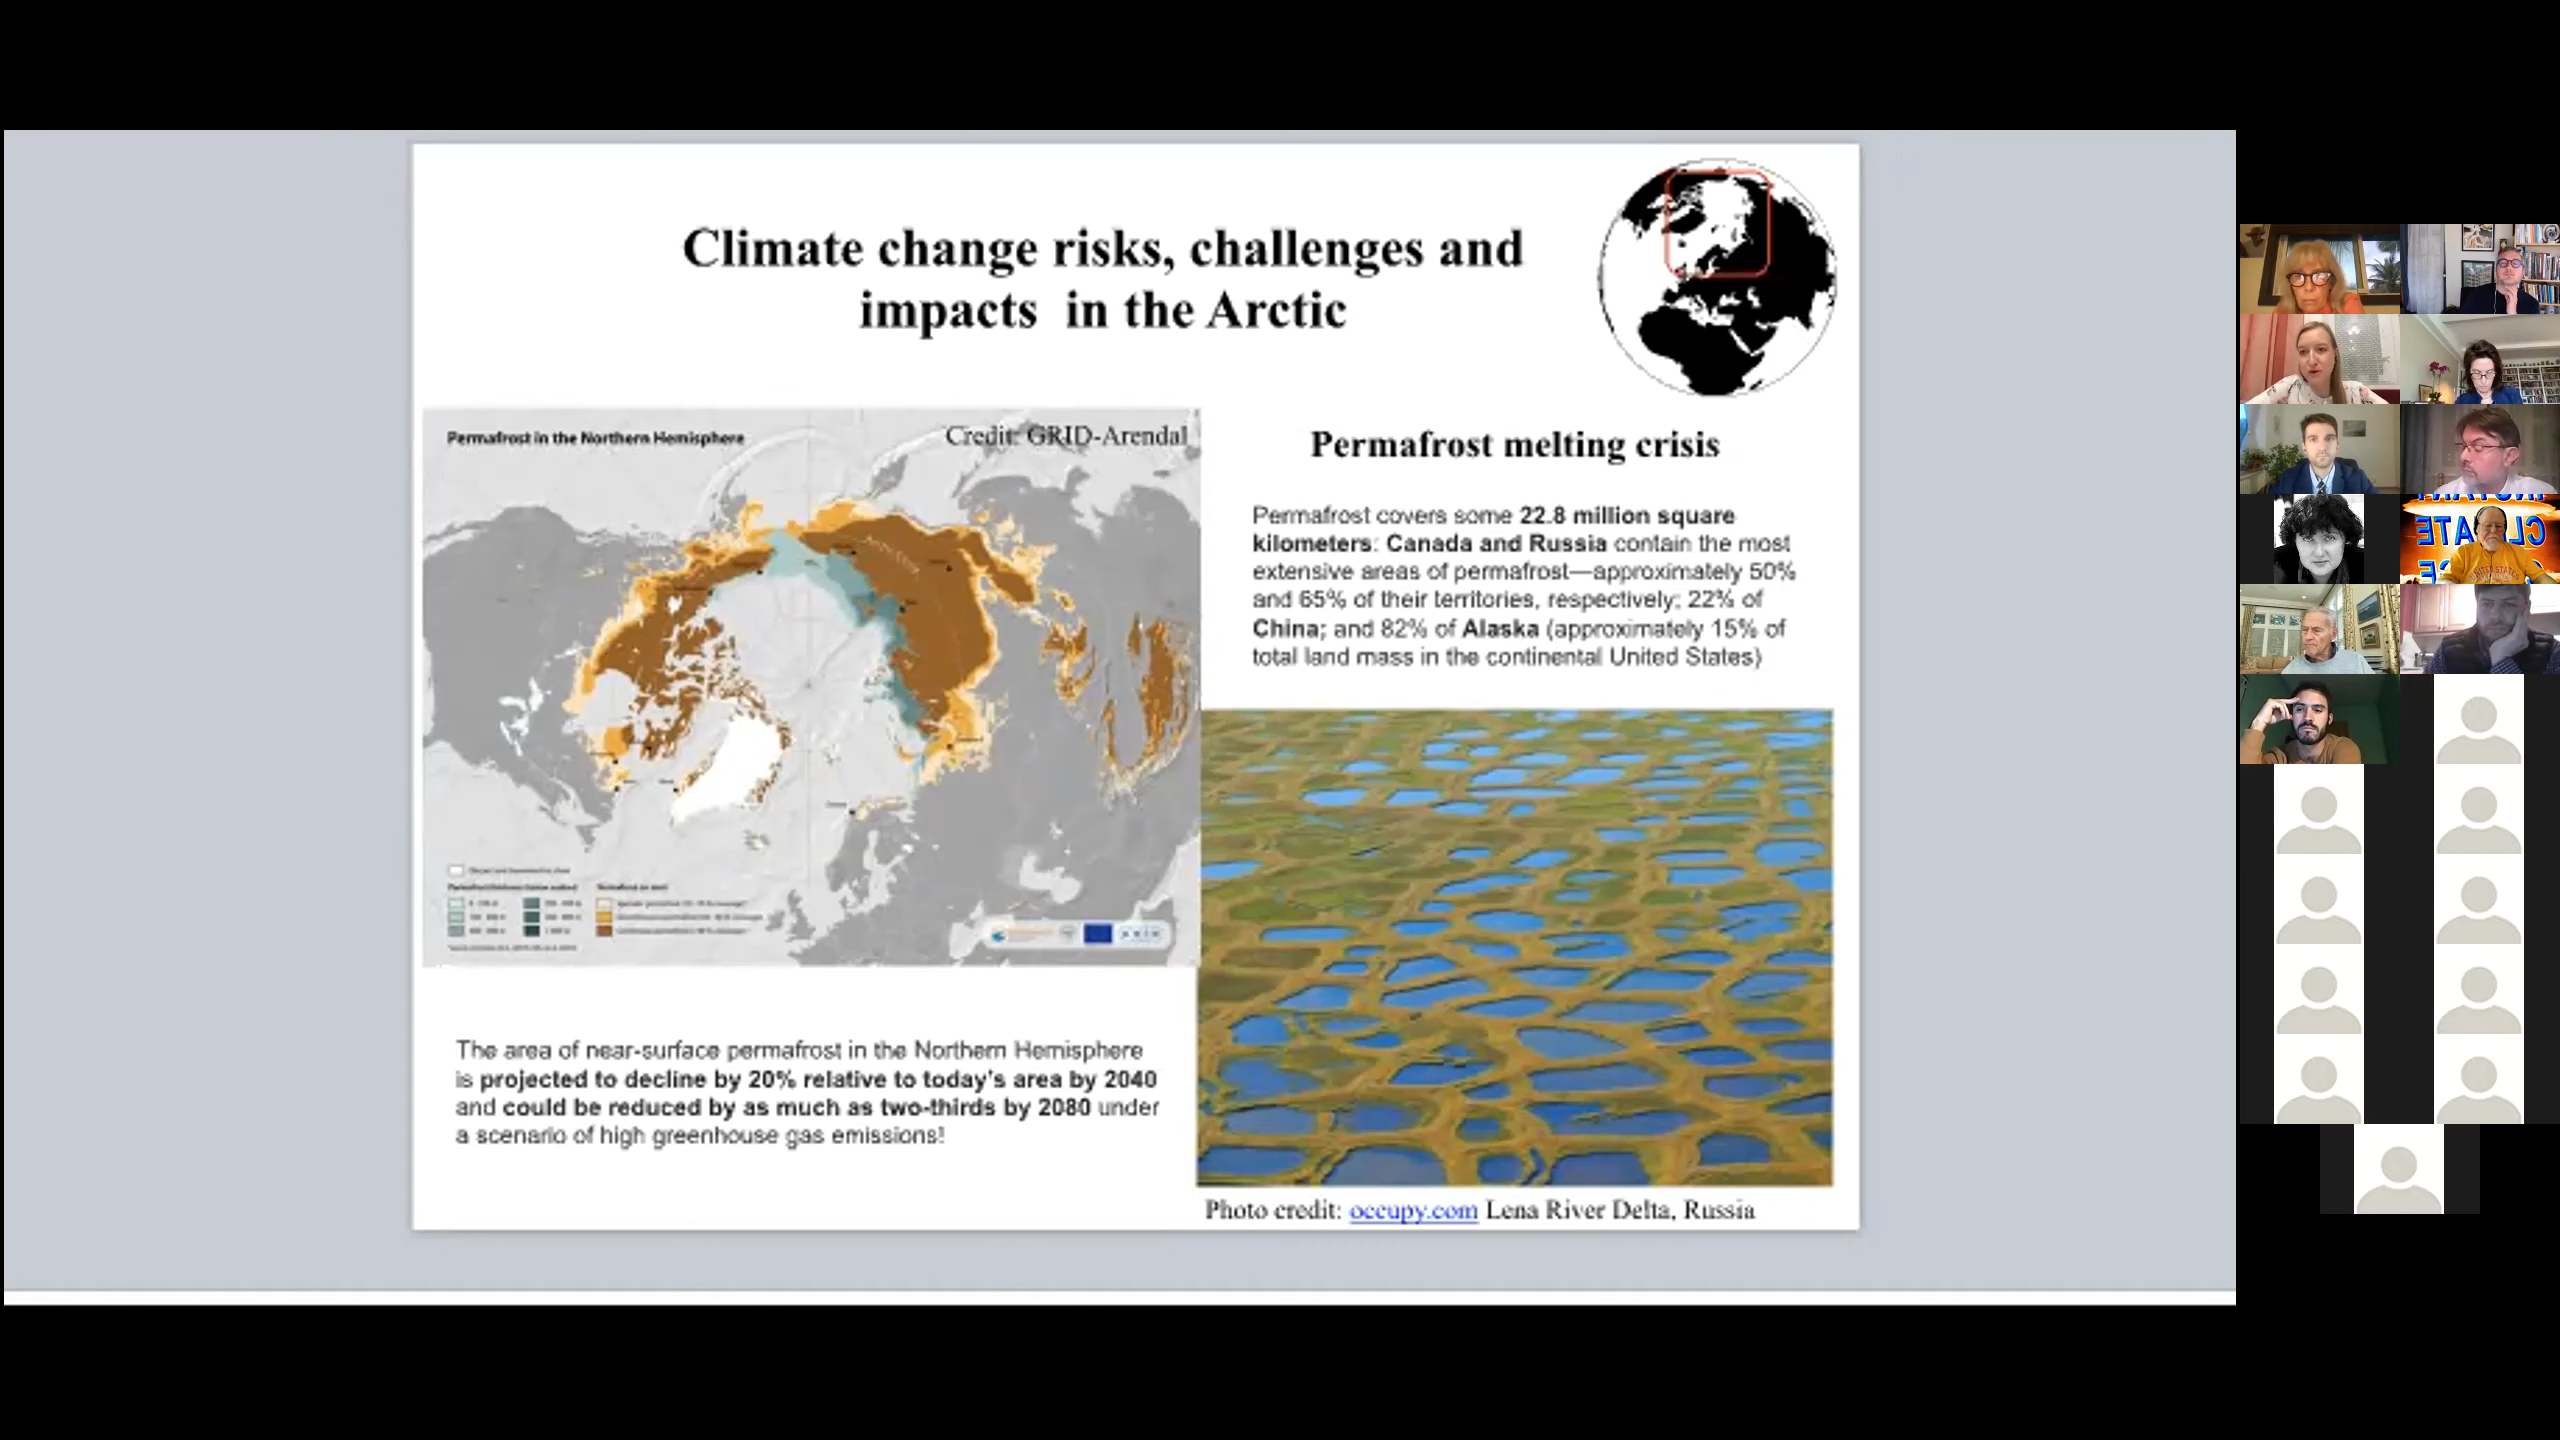 Climate change risks, challenges and
impacts in the Arctic
Permafrost in the Northern Hemisphere
Credit: GRID-Arendal
Permafrost melting crisis
Permafrost covers some 22.8 million square
kilometers: Canada and Russia contain the most
extensive areas of permafrost—approximately 50%
and 65% of their territories, respectively; 22% of
China; and 82% of Alaska (approximately 15% of
total land mass in the continental United States)
The area of near-surface permafrost in the Northern Hemisphere
is projected to decline by 20% relative to today's area by 2040
and could be reduced by as much as two-thirds by 2080 under
a scenario of high greenhouse gas emissions!
Photo credit: occupy.com Lena River Delta, Russia